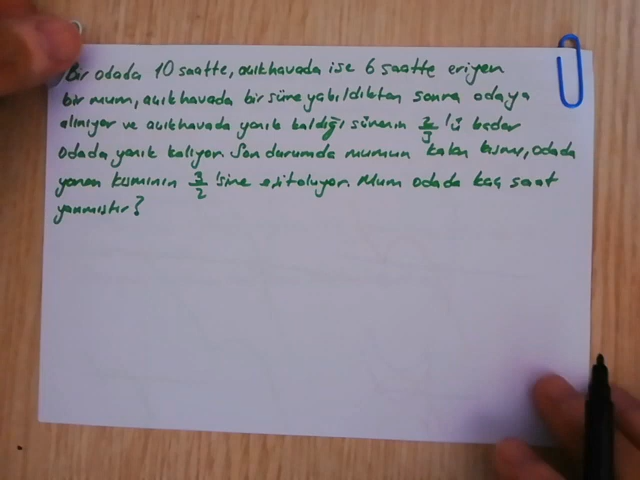 Bir odada 10 saatte, açıkhavada ise 6 saatte eriyen
bir mum, açıkhavada bir süre yakıldıktan sonra odaya
alınıyor ve açıkhavada yanık kaldığı sürenin 2/3 'ü kadar
odada yanık kalıyor. Son durumda mumun kalan kısmı, odada
yanan kısmının 3/2 'sine eşit oluyor. Mum odada kaç saat
yanmıştır?